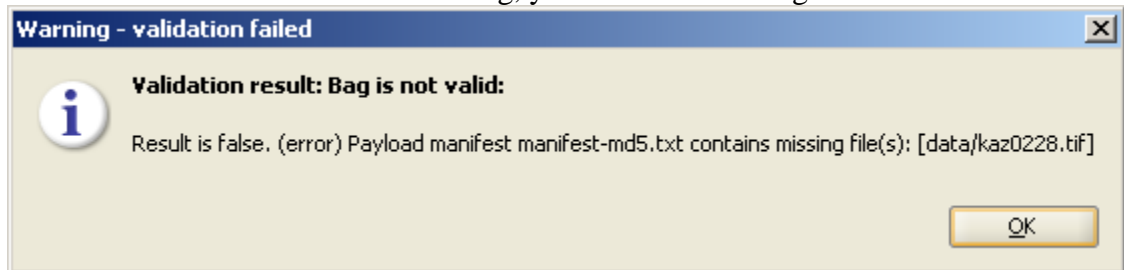 Warning - validation failed
Validation result: Bag is not valid:
Result is false. (error) Payload manifest manifest-md5.txt contains missing file(s): [data/kaz0228.tif]
OK